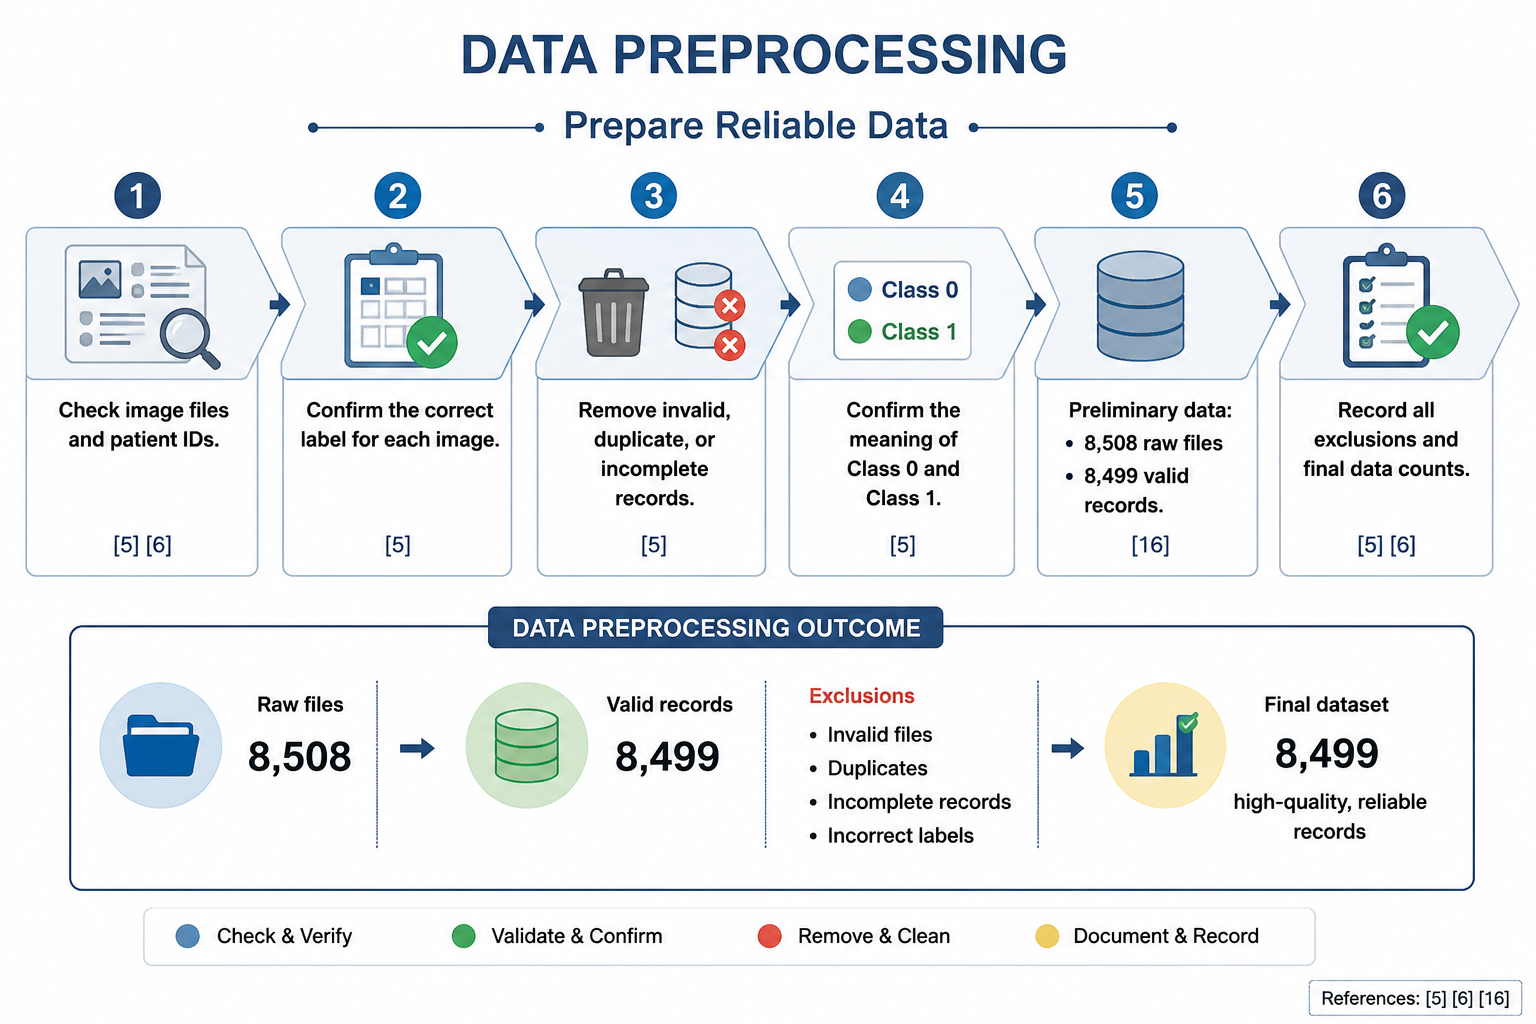 DATA PREPROCESSING
Prepare Reliable Data
1
2
3
4
5
6
Class 0
Class 1
Check image files
and patient IDs.
[5] [6]
Confirm the correct
label for each image.
[5]
Remove invalid,
duplicate, or
incomplete
records.
[5]
Confirm the
meaning of
Class 0 and
Class 1.
[5]
Preliminary data:
• 8,508 raw files
• 8,499 valid
records.
[16]
Record all
exclusions and
final data counts.
[5] [6]
DATA PREPROCESSING OUTCOME
Raw files
8,508
Valid records
8,499
Exclusions
• Invalid files
• Duplicates
• Incomplete records
• Incorrect labels
Final dataset
8,499
high-quality, reliable
records
Check & Verify
Validate & Confirm
Remove & Clean
Document & Record
References: [5] [6] [16]